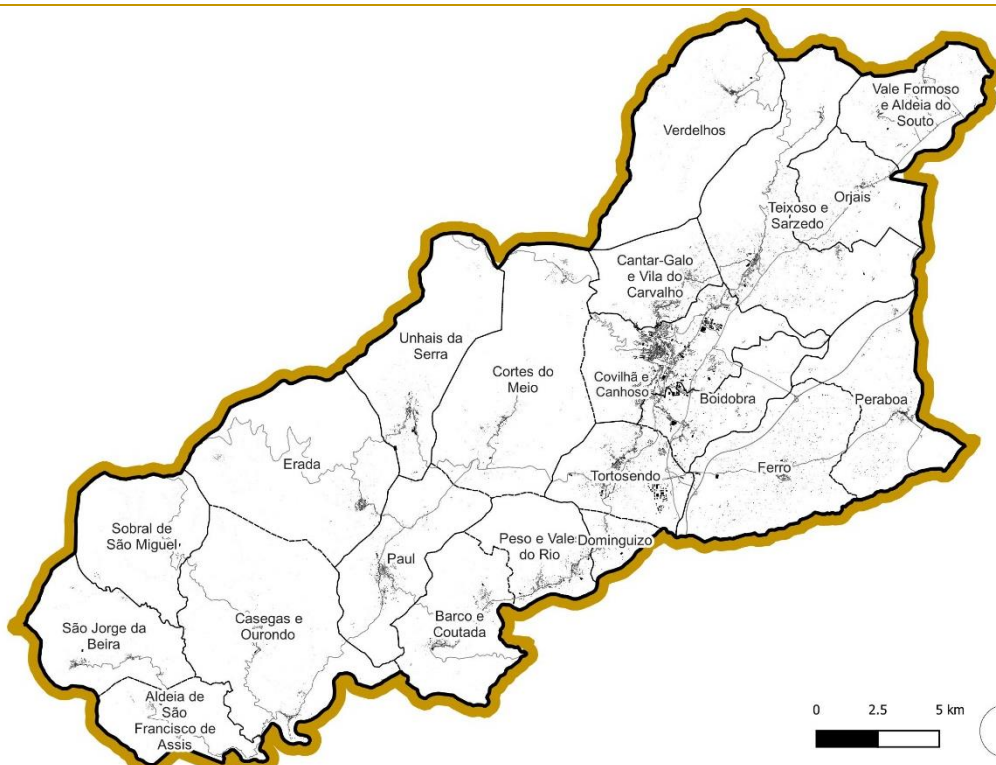 Vale Formoso
e Aldeia do
Souto
Verdelhos
Orjais
Teixoso e
Sarzedo
Cantar-Galo
e Vila do
Carvalho
Unhais da
Serra
Cortes do
Meio
Covilhã e
Canhoso
Boidobra
Peraboa
Erada
Tortosendo
Ferro
Sobral de
São Miguel
Paul
Peso e Vale
do Rio
Dominguizo
Casegas e
Ourondo
Barco e
Coutada
São Jorge da
Beira
Aldeia de
São
Francisco de
Assis
0 2.5 5 km